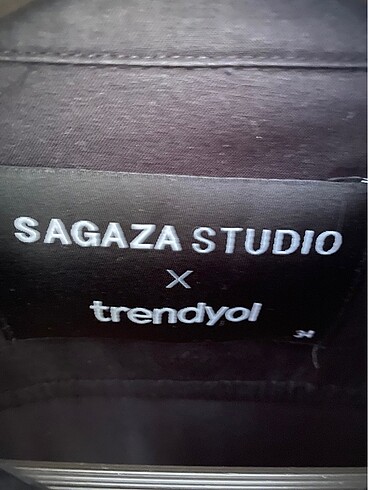 SAGAZA STUDIO
X
trendyol
34